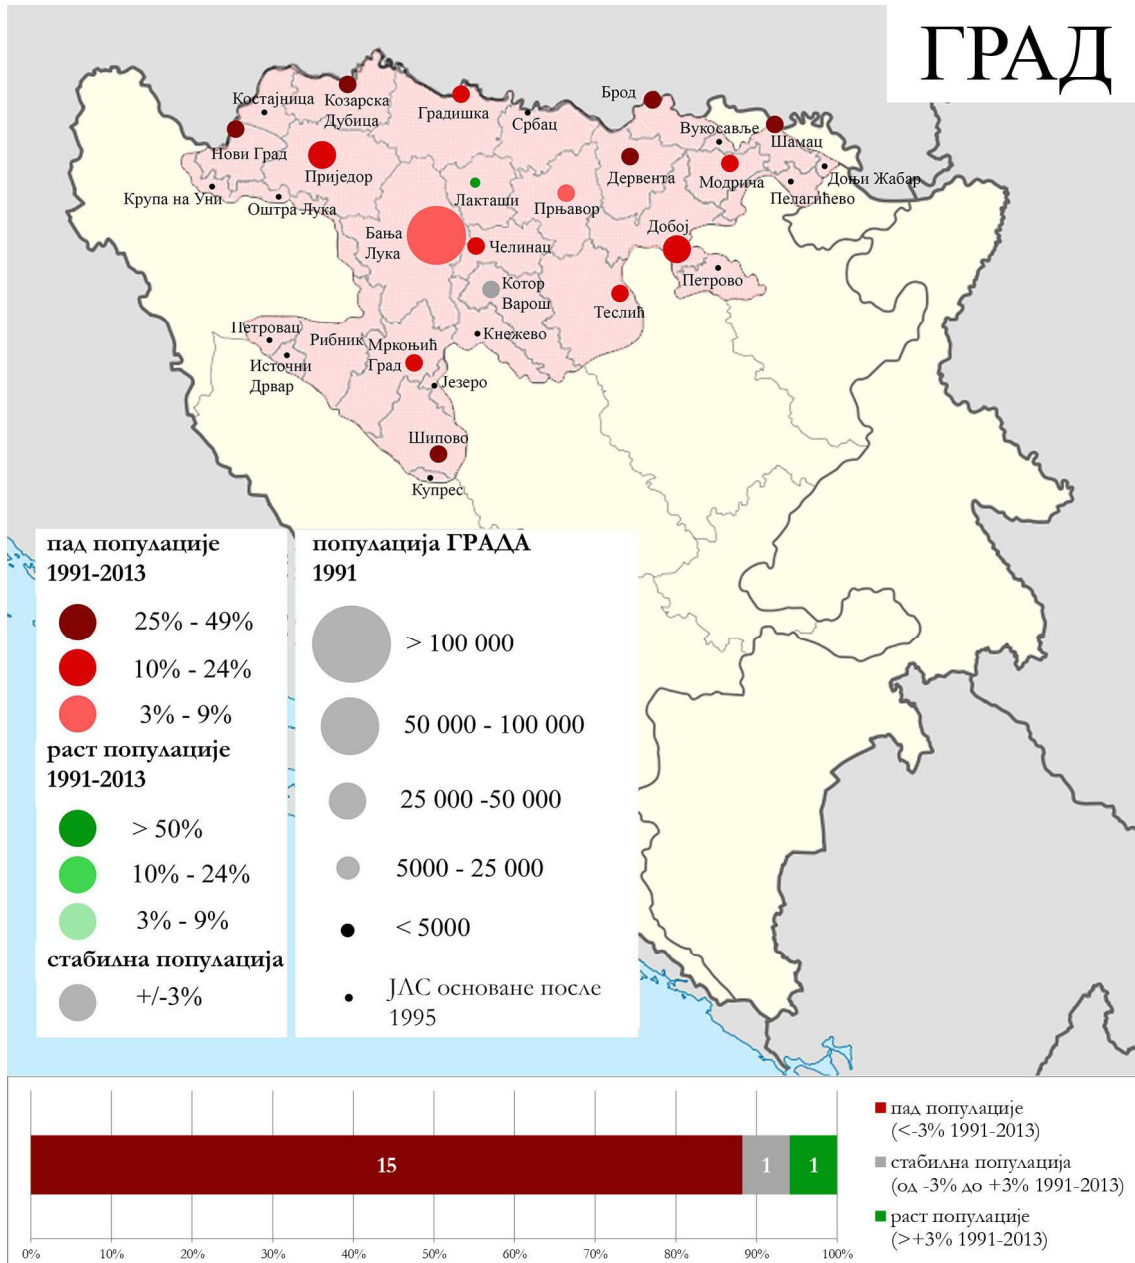 ГРАД
Костајница
Козарска
Дубица
Градишка
Србац
Брод
Вукосавље
Шамац
Нови Град
Приједор
Лакташи
Прњавор
Дервента
Модрича
Доњи Жабар
Пелагићево
Крупа на Уни
Оштра Лука
Бања
Лука
Челинац
Добој
Петрово
Котор
Варош
Теслић
Петровац
Рибник
Мркоњић
Град
Кнежево
Источни
Дрвар
Језеро
Шипово
Купрес
пад популације
1991-2013
25% - 49%
10% - 24%
3% - 9%
раст популације
1991-2013
> 50%
10% - 24%
3% - 9%
стабилна популација
+/-3%
популација ГРАДА
1991
> 100 000
50 000 - 100 000
25 000 -50 000
5000 - 25 000
< 5000
ЈЛС основане после
1995
15
1
1
0%
10%
20%
30%
40%
50%
60%
70%
80%
90%
100%
пад популације
(<-3% 1991-2013)
стабилна популација
(од -3% до +3% 1991-2013)
раст популације
(>+3% 1991-2013)